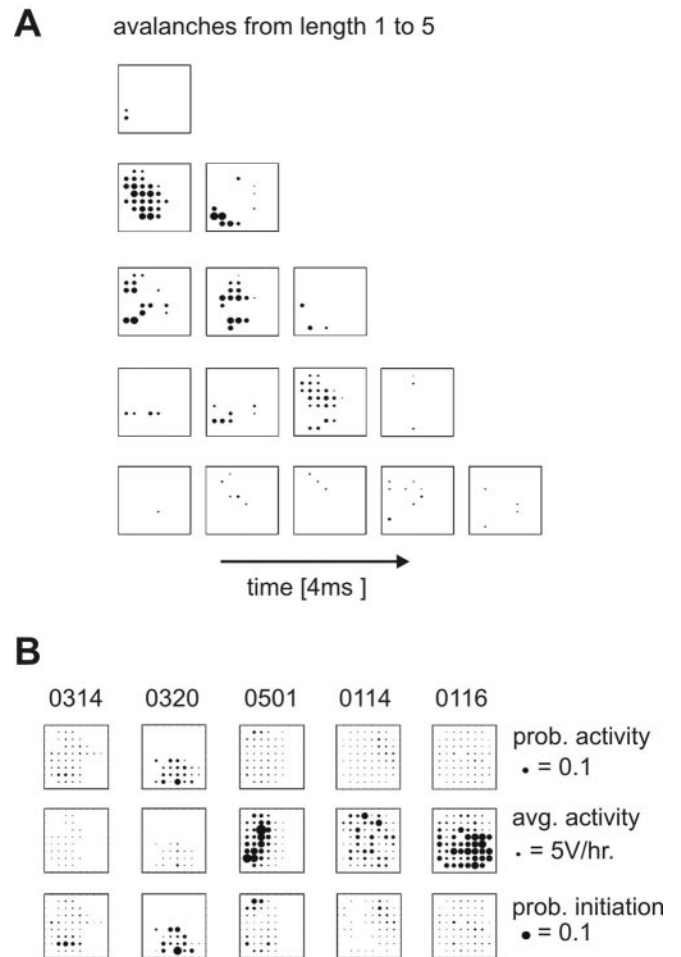 A
avalanches from length 1 to 5
time [4ms ]
B
0314 0320 0501 0114 0116
prob. activity
= 0.1
avg. activity
= 5V/hr.
prob. initiation
= 0.1